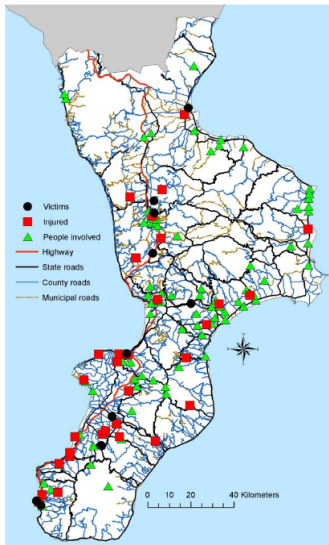 Victims
Injured
People involved
Highway
State roads
County roads
Municipal roads
0 10 20 40 Kilometers